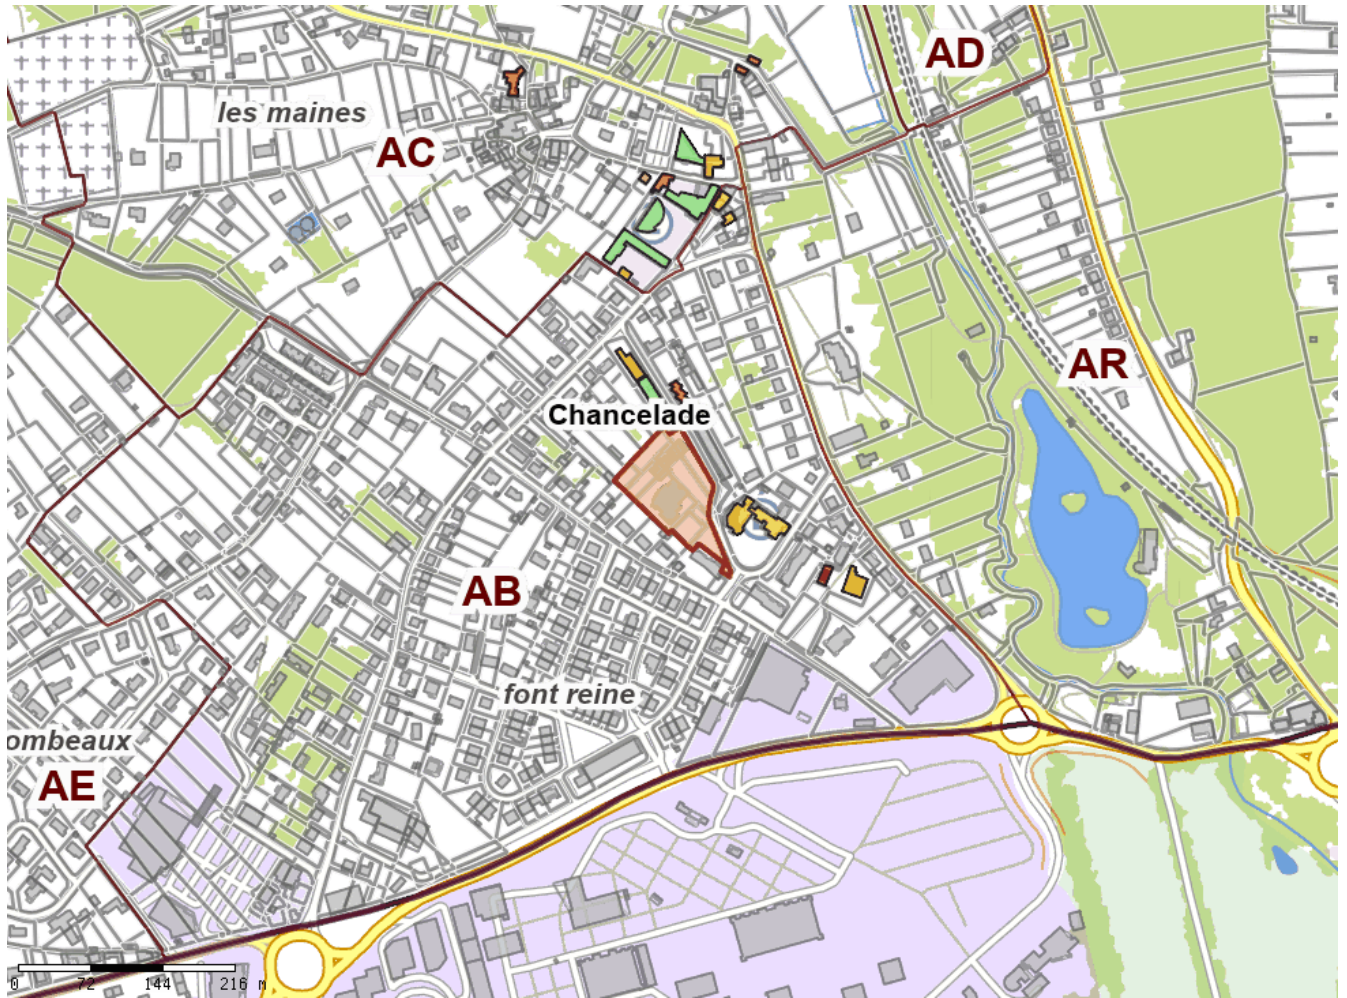 AD
les maines
AC
AR
Chancelade
AB
font reine
ombeaux
AE
0 72 144 216 m